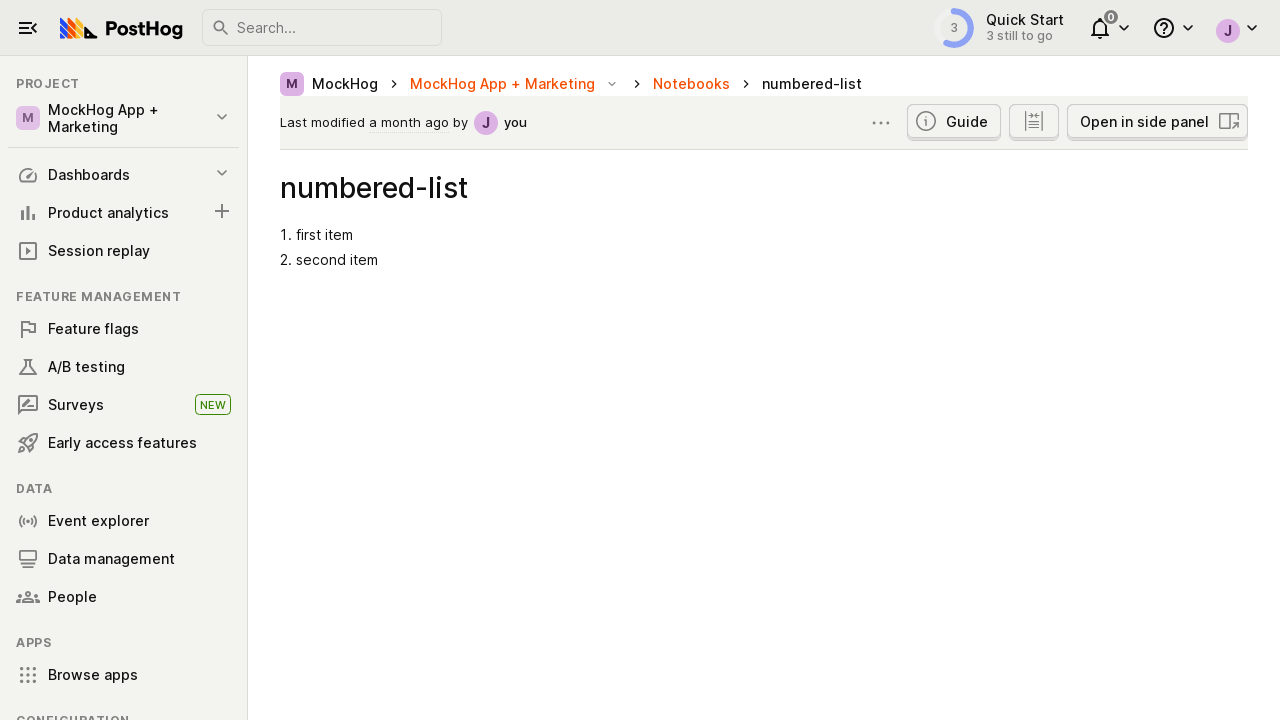 PostHog
Search...
3
Quick Start
3 still to go
0
J
PROJECT
M
MockHog App +
Marketing
Dashboards
Product analytics
Session replay
FEATURE MANAGEMENT
Feature flags
A/B testing
Surveys
NEW
Early access features
DATA
Event explorer
Data management
People
APPS
Browse apps
CONFIGURATION
M MockHog
MockHog App + Marketing
Notebooks
numbered-list
Last modified a month ago by J you
Guide
Open in side panel
numbered-list
1. first item
2. second item